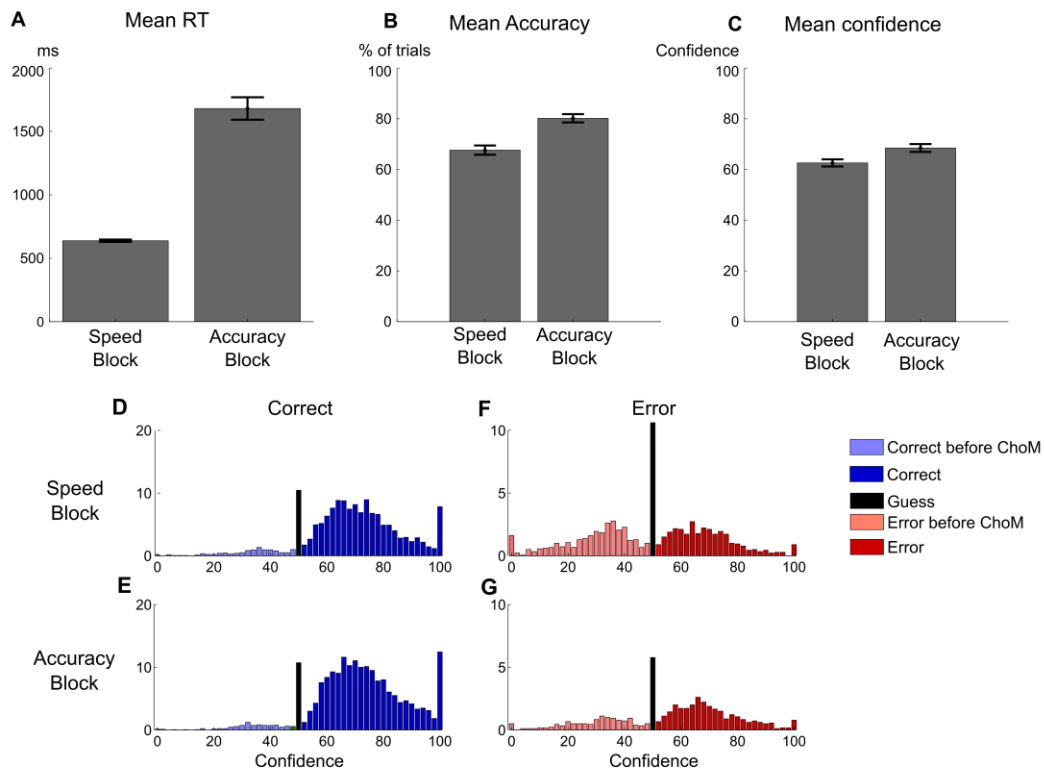 A Mean RT
ms
2000
1500
1000
500
0
Speed Block
Accuracy Block
B Mean Accuracy
% of trials
100
80
60
40
20
0
Speed Block
Accuracy Block
C Mean confidence
Confidence
100
80
60
40
20
0
Speed Block
Accuracy Block
D Correct
Speed Block
20
10
0
0 20 40 60 80 100
F Error
10
5
0
0 20 40 60 80 100
Correct before ChoM
Correct
Guess
Error before ChoM
Error
E
Accuracy Block
20
10
0
0 20 40 60 80 100
Confidence
G
10
5
0
0 20 40 60 80 100
Confidence